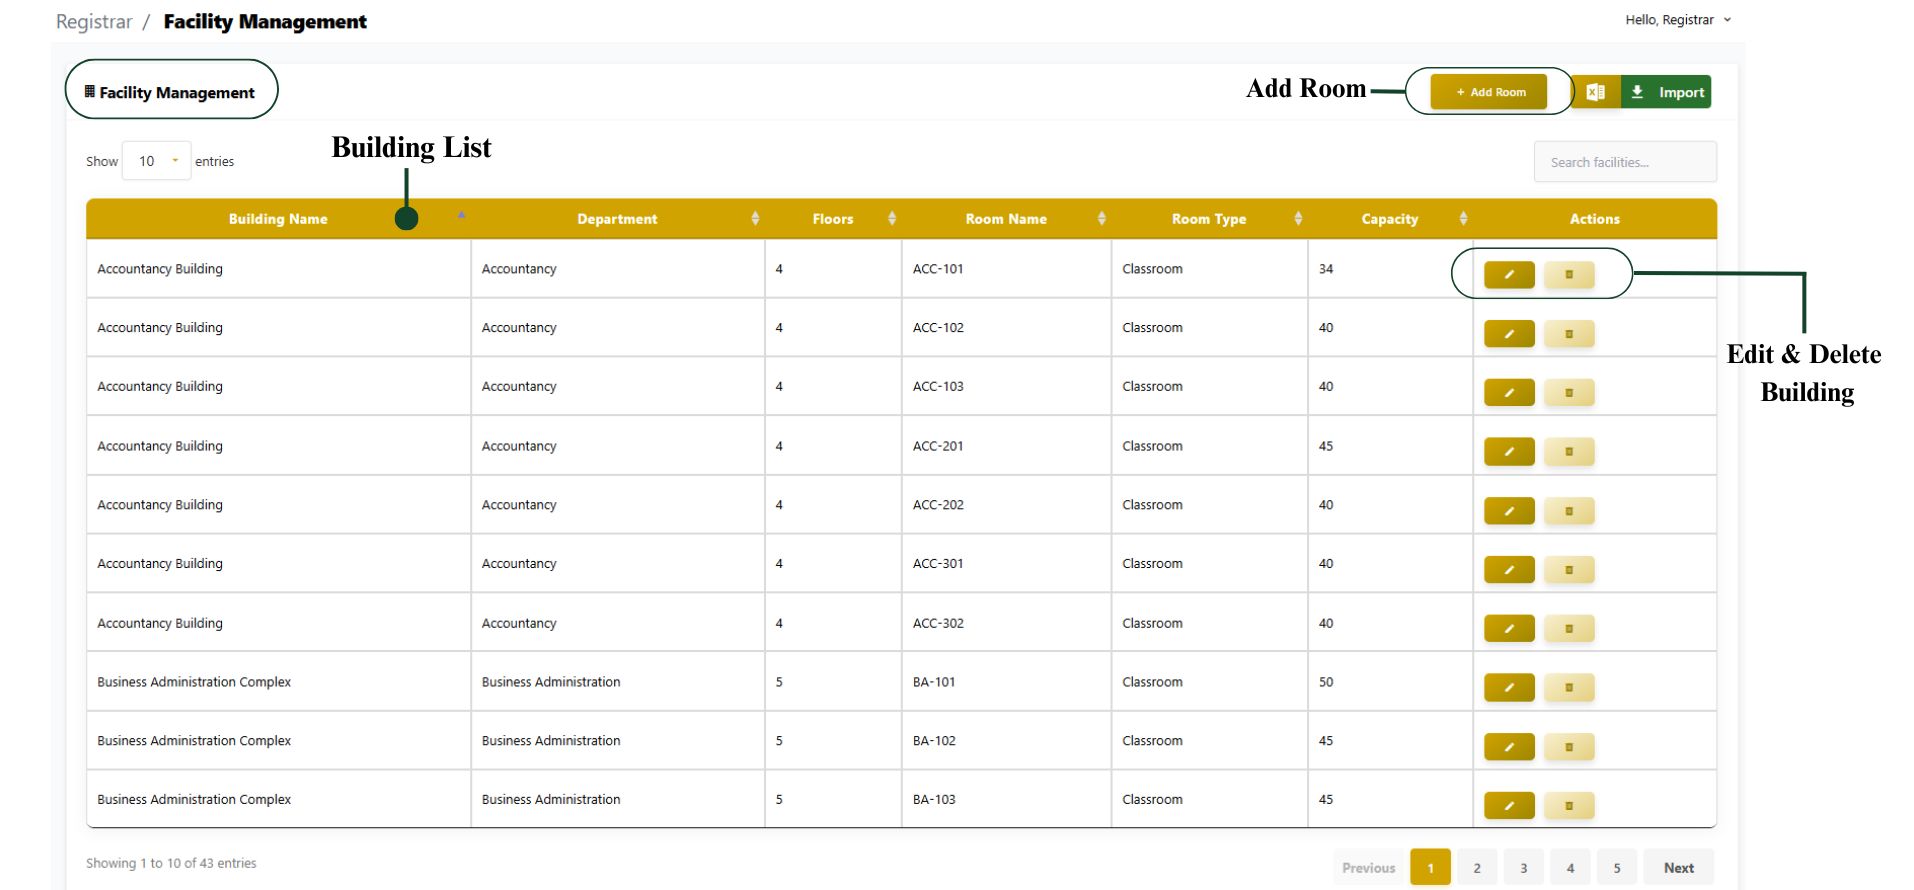 Registrar / Facility Management
Hello, Registrar
Facility Management
Add Room
+ Add Room
Import
Building List
Show 10 entries
Search facilities...
Building Name Department Floors Room Name Room Type Capacity Actions
Accountancy Building Accountancy 4 ACC-101 Classroom 34
Accountancy Building Accountancy 4 ACC-102 Classroom 40
Accountancy Building Accountancy 4 ACC-103 Classroom 40
Accountancy Building Accountancy 4 ACC-201 Classroom 45
Accountancy Building Accountancy 4 ACC-202 Classroom 40
Accountancy Building Accountancy 4 ACC-301 Classroom 40
Accountancy Building Accountancy 4 ACC-302 Classroom 40
Business Administration Complex Business Administration 5 BA-101 Classroom 50
Business Administration Complex Business Administration 5 BA-102 Classroom 45
Business Administration Complex Business Administration 5 BA-103 Classroom 45
Edit & Delete
Building
Showing 1 to 10 of 43 entries
Previous 1 2 3 4 5 Next